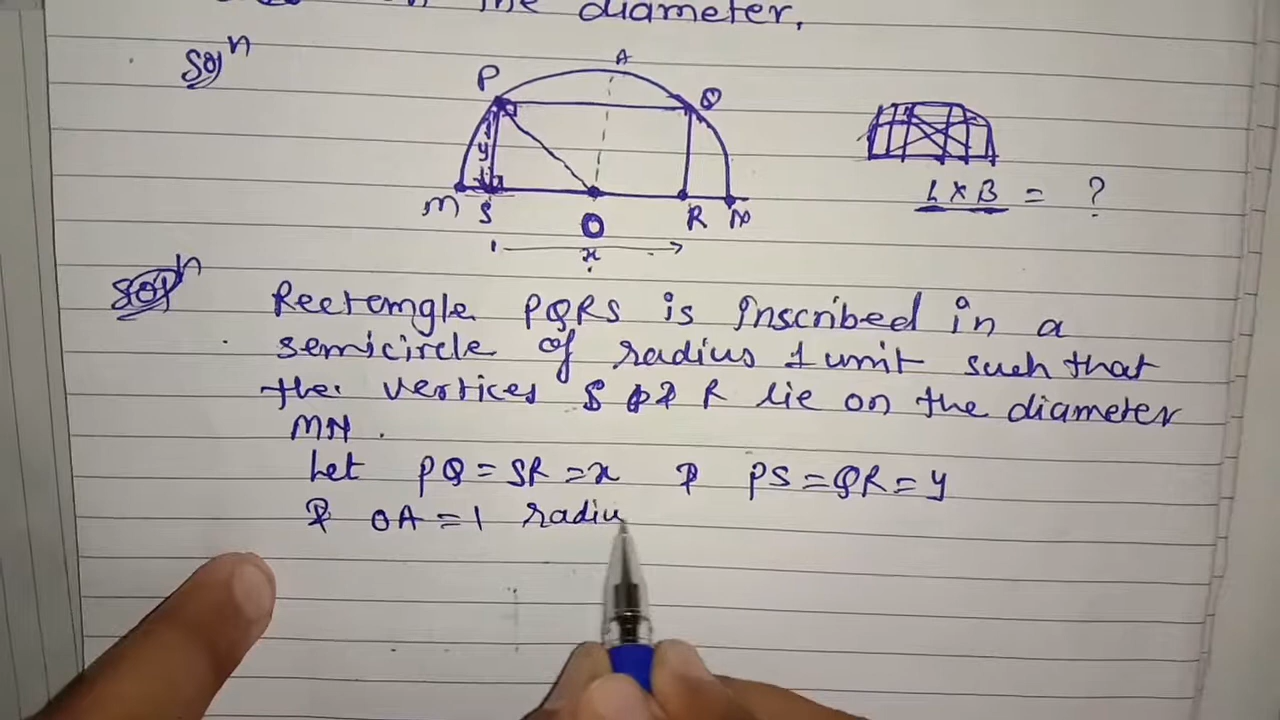 the diameter.
Solⁿ
A
P
Q
y
M S O R N
x
L × B = ?
Solⁿ
Rectemgle PQRS is inscribed in a
semicircle of radius 1 unit such that
the vertices S & R lie on the diameter
MN.
Let PQ = SR = x & PS = QR = y
& OA = 1 radiu